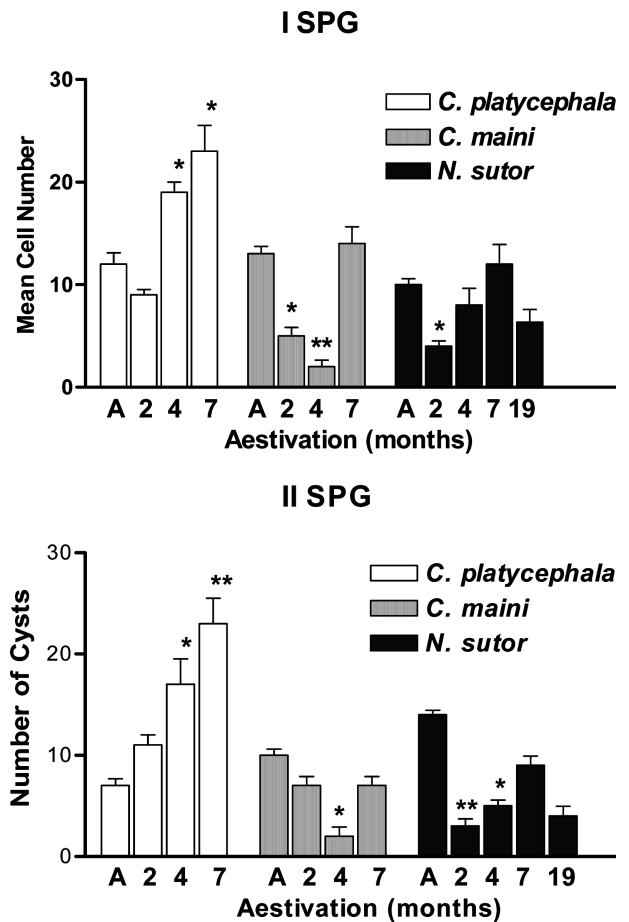 I SPG
30
20
10
0
Mean Cell Number
C. platycephala
C. maini
N. sutor
* * * ** *
A 2 4 7 A 2 4 7 A 2 4 7 19
Aestivation (months)
II SPG
30
20
10
0
Number of Cysts
C. platycephala
C. maini
N. sutor
* ** * ** *
A 2 4 7 A 2 4 7 A 2 4 7 19
Aestivation (months)